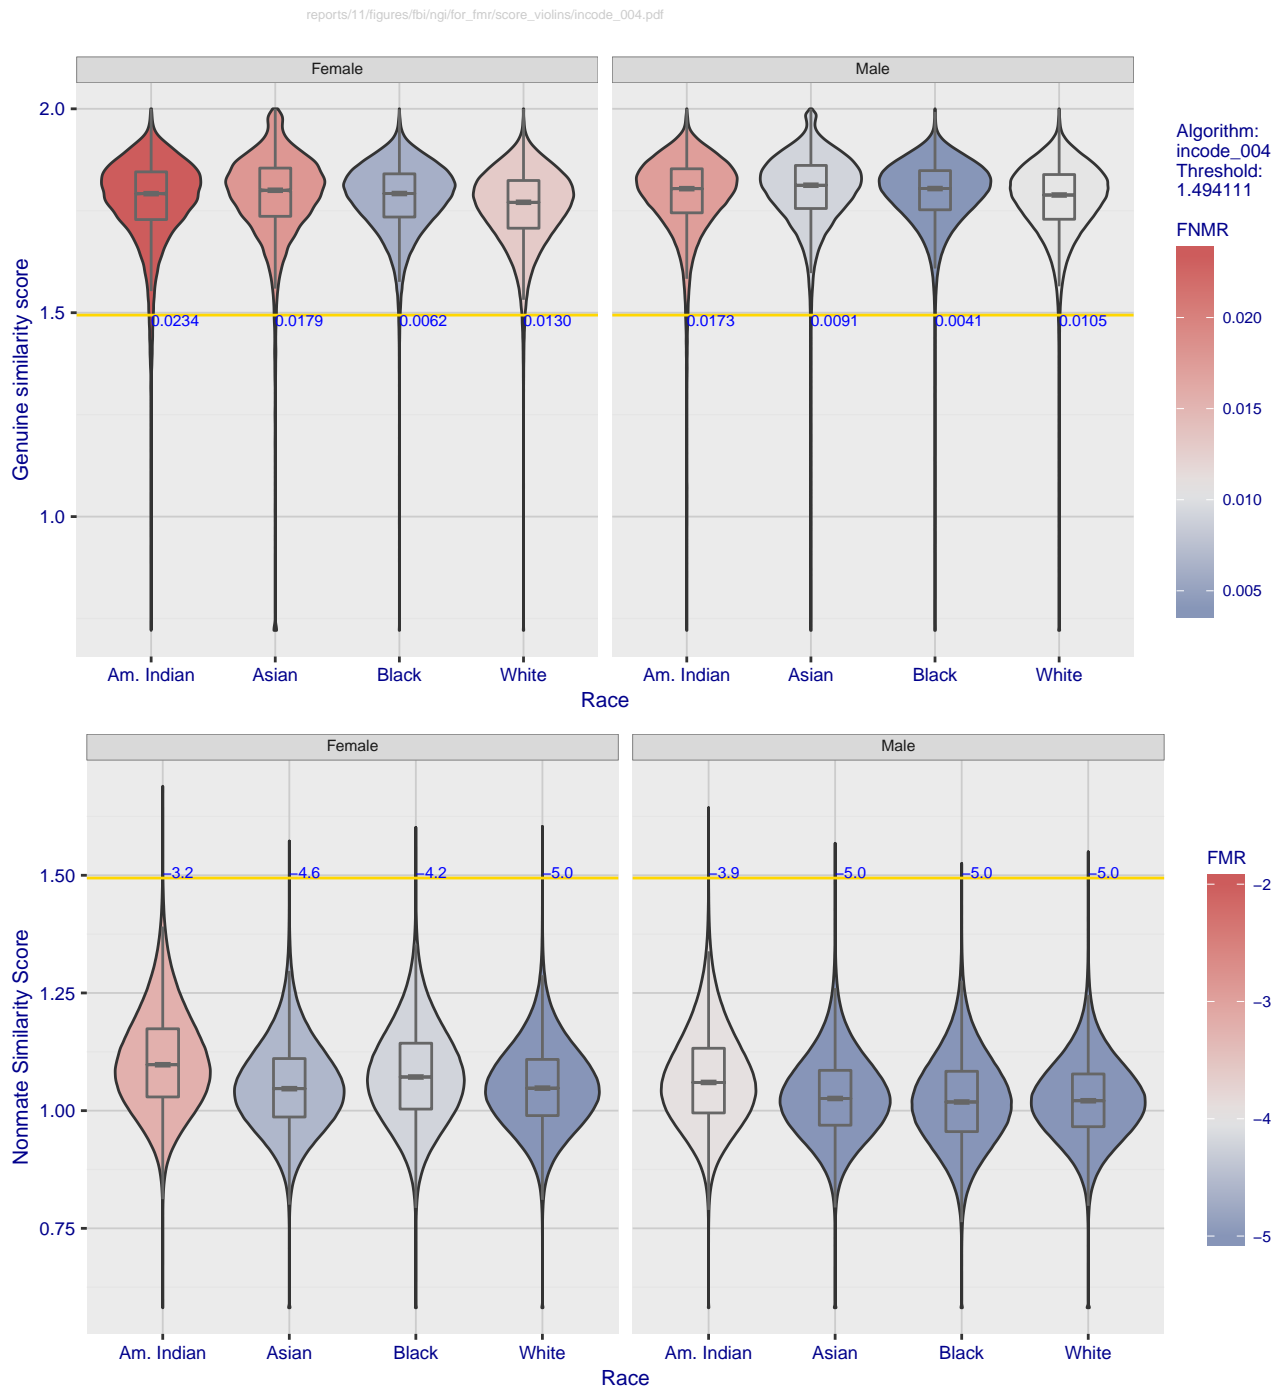 reports/11/figures/fbi/ngi/for_fmr/score_violins/incode_004.pdf
Female
Male
Genuine similarity score
2.0
1.5
1.0
0.0234
0.0179
0.0062
0.0130
0.0173
0.0091
0.0041
0.0105
Am. Indian
Asian
Black
White
Am. Indian
Asian
Black
White
Race
Algorithm:
incode_004
Threshold:
1.494111
FNMR
0.020
0.015
0.010
0.005
Female
Male
Nonmate Similarity Score
1.50
1.25
1.00
0.75
−3.2
−4.6
−4.2
−5.0
−3.9
−5.0
−5.0
−5.0
Am. Indian
Asian
Black
White
Am. Indian
Asian
Black
White
Race
FMR
−2
−3
−4
−5